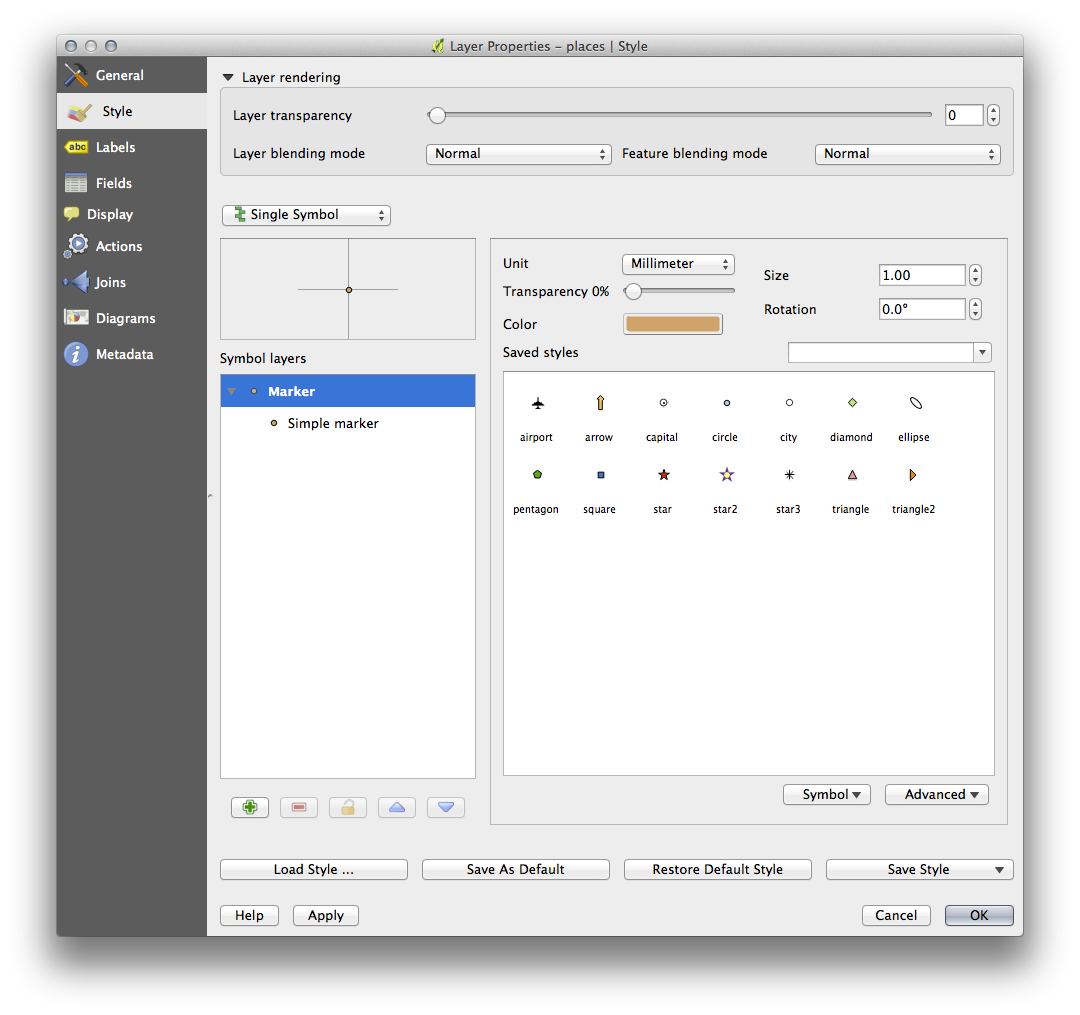 Layer Properties - places | Style
General
Style
abc Labels
Fields
Display
Actions
Joins
Diagrams
Metadata
Layer rendering
Layer transparency 0
Layer blending mode Normal Feature blending mode Normal
Single Symbol
Unit Millimeter
Size 1.00
Transparency 0%
Rotation 0.0°
Color
Saved styles
Symbol layers
Marker
Simple marker
airport arrow capital circle city diamond ellipse
pentagon square star star2 star3 triangle triangle2
Symbol Advanced
Load Style ... Save As Default Restore Default Style Save Style
Help Apply Cancel OK